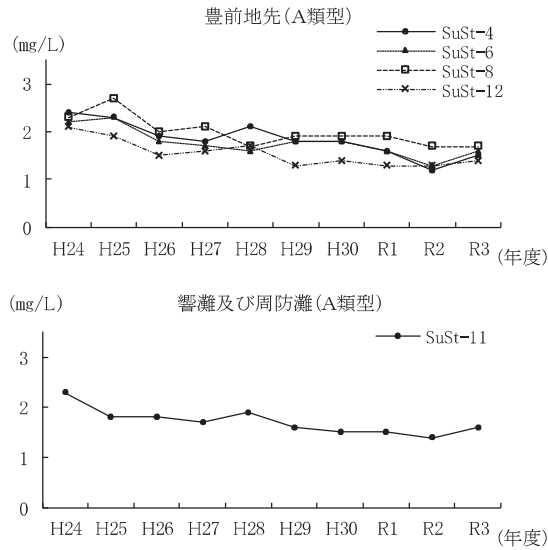 豊前地先(A類型)
(mg/L)
SuSt-4
SuSt-6
SuSt-8
SuSt-12
3
2
1
0
H24 H25 H26 H27 H28 H29 H30 R1 R2 R3 (年度)
(mg/L) 響灘及び周防灘(A類型)
SuSt-11
3
2
1
0
H24 H25 H26 H27 H28 H29 H30 R1 R2 R3 (年度)